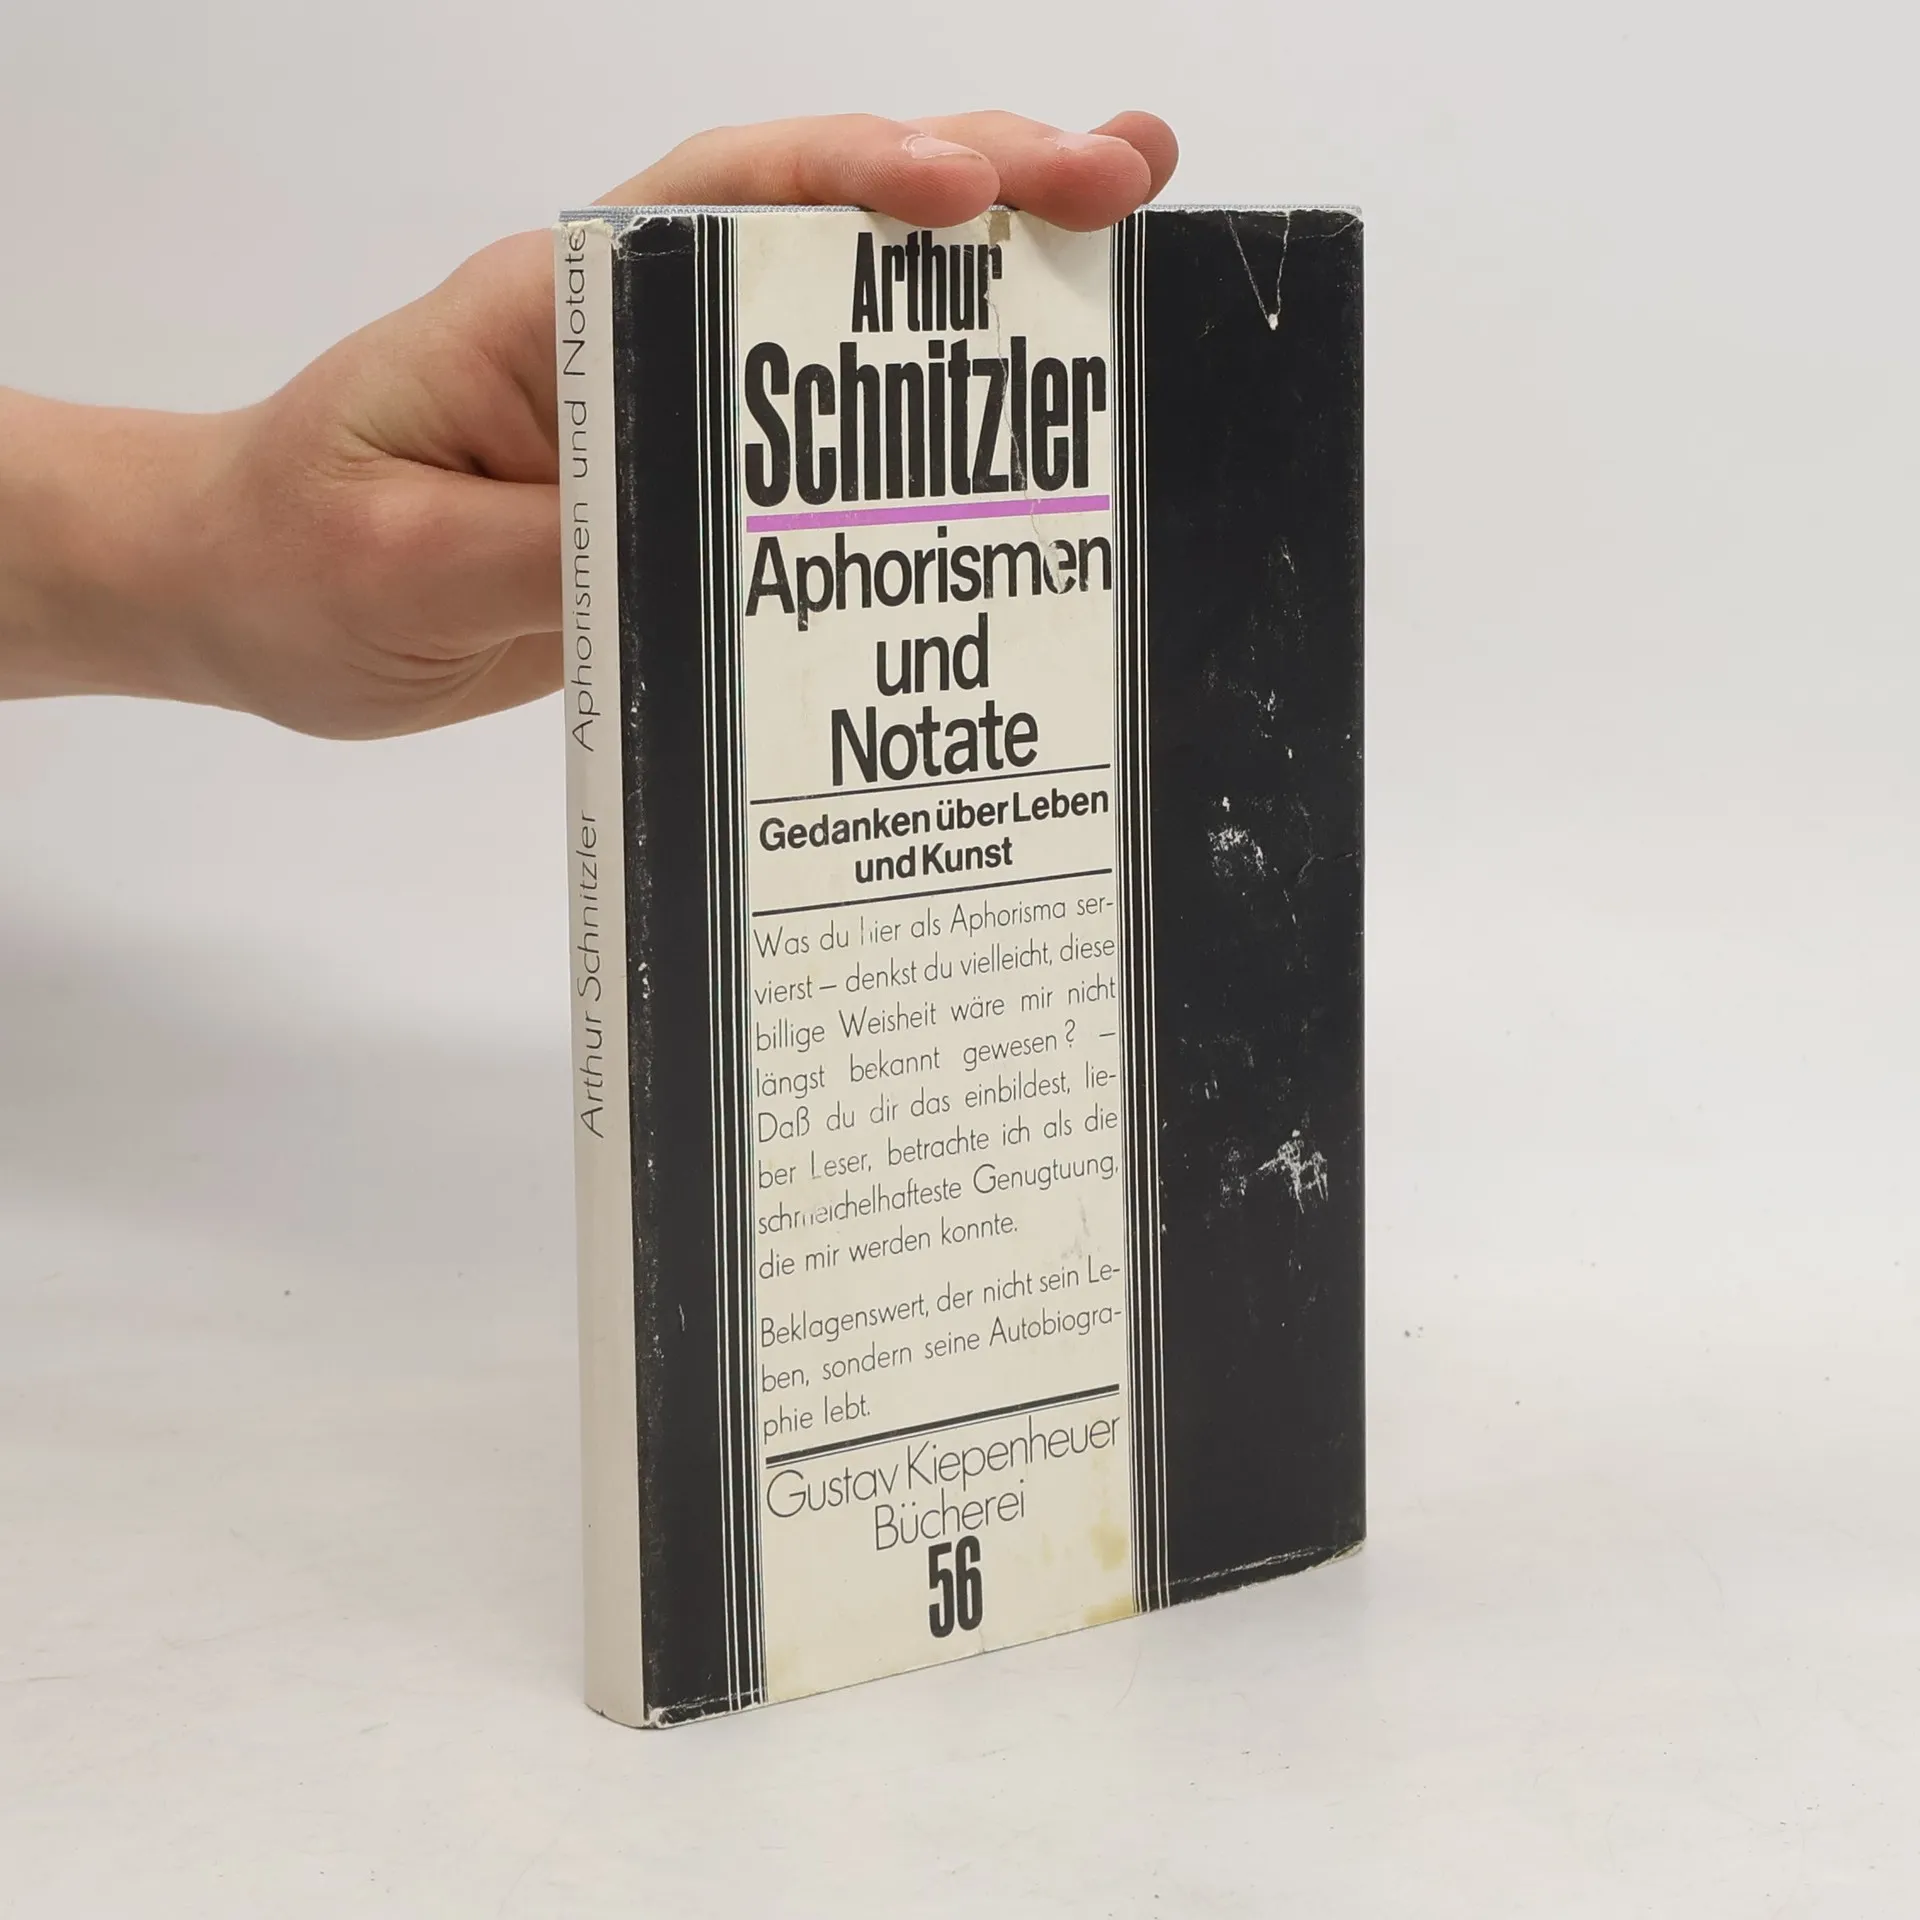 Arthur Schnitzler Aphorismen und Notate
Arthur
Schnitzler
Aphorismen
und
Notate
Gedanken über Leben
und Kunst
Was du hier als Aphorisma ser-
vierst – denkst du vielleicht, diese
billige Weisheit wäre mir nicht
längst bekannt gewesen? –
Daß du dir das einbildest, lie-
ber Leser, betrachte ich als die
schmeichelhafteste Genugtuung,
die mir werden konnte.
Beklagenswert, der nicht sein Le-
ben, sondern seine Autobiogra-
phie lebt.
Gustav Kiepenheuer
Bücherei
56